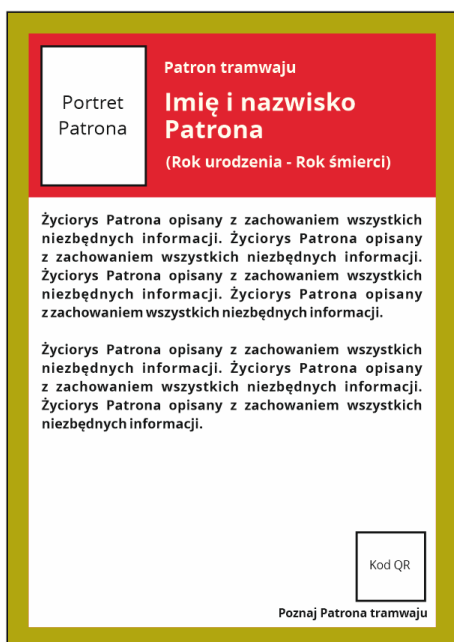 Portret
Patrona
Patron tramwaju
Imię i nazwisko
Patrona
(Rok urodzenia - Rok śmierci)
Życiorys Patrona opisany z zachowaniem wszystkich
niezbędnych informacji. Życiorys Patrona opisany
z zachowaniem wszystkich niezbędnych informacji.
Życiorys Patrona opisany z zachowaniem wszystkich
niezbędnych informacji. Życiorys Patrona opisany
z zachowaniem wszystkich niezbędnych informacji.
Życiorys Patrona opisany z zachowaniem wszystkich
niezbędnych informacji. Życiorys Patrona opisany
z zachowaniem wszystkich niezbędnych informacji.
Życiorys Patrona opisany z zachowaniem wszystkich
niezbędnych informacji.
Kod QR
Poznaj Patrona tramwaju